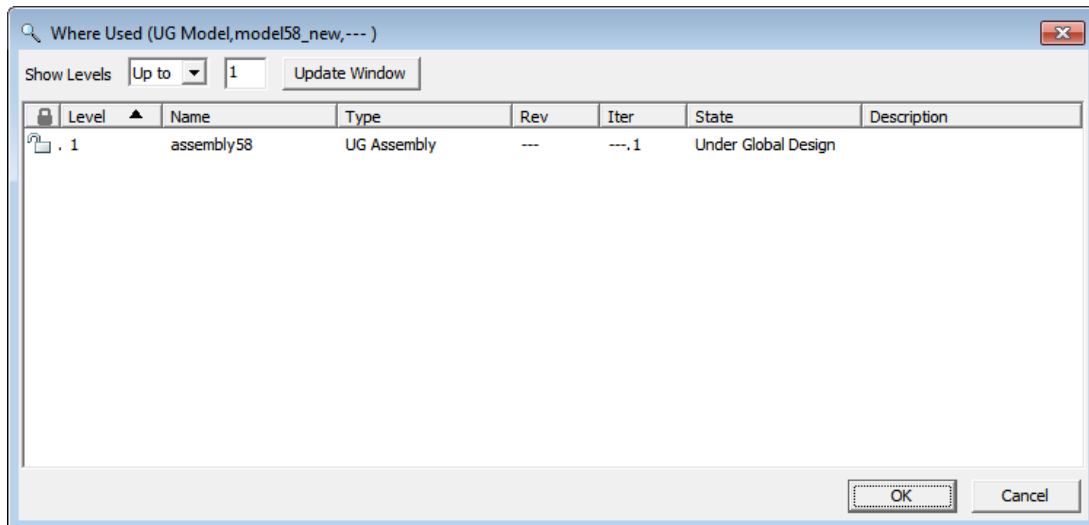 Where Used (UG Model,model58_new,--- )
Show Levels Up to 1 Update Window
Level Name Type Rev Iter State Description
. 1 assembly58 UG Assembly --- ---.1 Under Global Design
OK Cancel